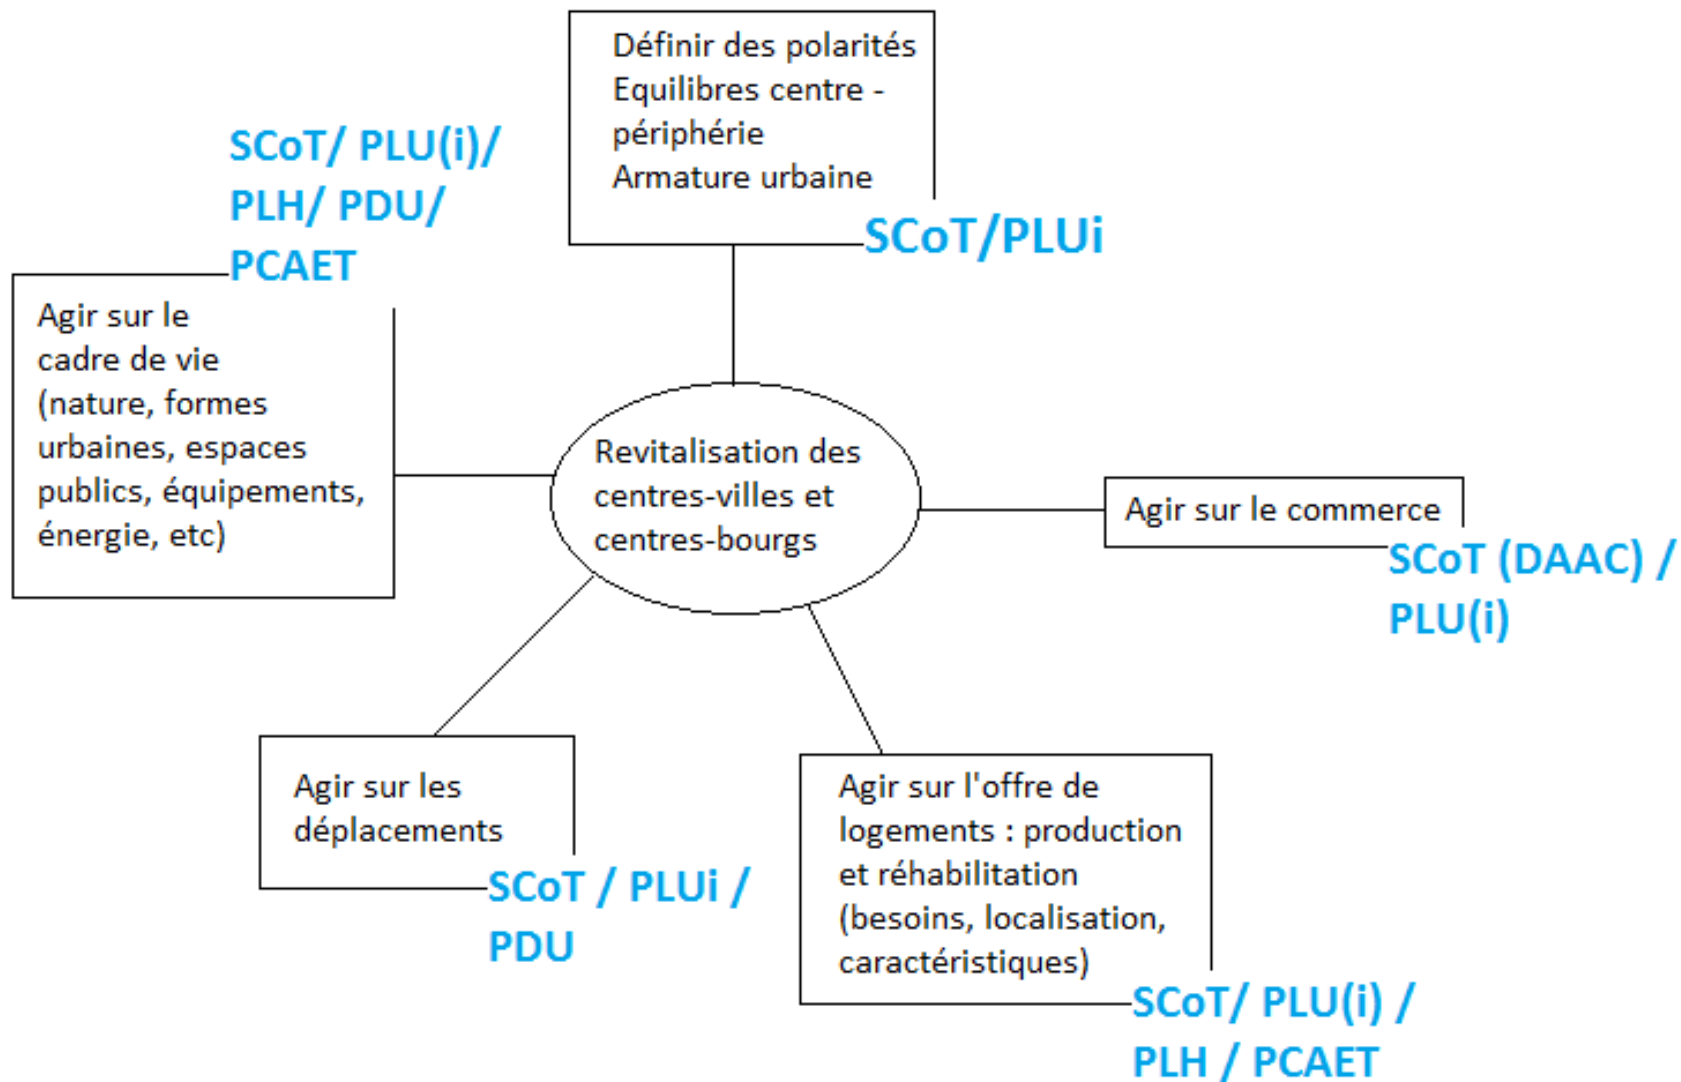 Définir des polarités
Equilibres centre -
périphérie
Armature urbaine
SCoT/PLUi
SCoT/ PLU(i)/
PLH/ PDU/
PCAET
Agir sur le
cadre de vie
(nature, formes
urbaines, espaces
publics, équipements,
énergie, etc)
Revitalisation des
centres-villes et
centres-bourgs
Agir sur le commerce
SCoT (DAAC) /
PLU(i)
Agir sur les
déplacements
SCoT / PLUi /
PDU
Agir sur l'offre de
logements : production
et réhabilitation
(besoins, localisation,
caractéristiques)
SCoT/ PLU(i) /
PLH / PCAET